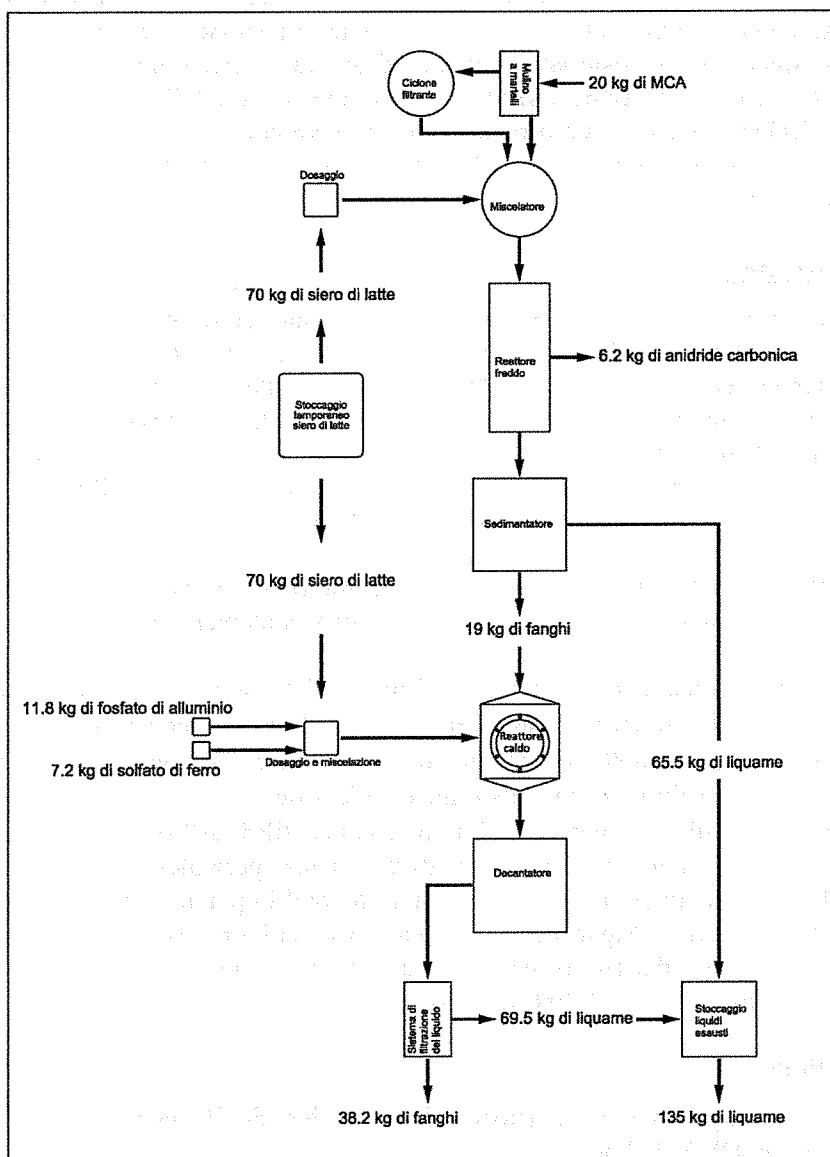 Ciclone
filtrante
Mulino
a martelli
20 kg di MCA
Dosaggio
Miscelatore
70 kg di siero di latte
Reattore
freddo
6.2 kg di anidride carbonica
Stoccaggio
temporaneo
siero di latte
Sedimentatore
70 kg di siero di latte
19 kg di fanghi
11.8 kg di fosfato di alluminio
7.2 kg di solfato di ferro
Dosaggio e miscelazione
Reattore
caldo
65.5 kg di liquame
Decantatore
Sistema di
filtrazione
del liquido
69.5 kg di liquame
Stoccaggio
liquidi
esausti
38.2 kg di fanghi
135 kg di liquame